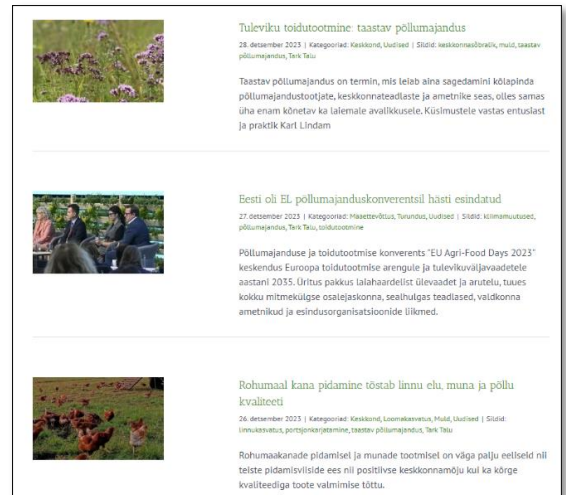 Tuleviku toidutootmine: taastav põllumajandus
28. detsember 2023 | Kategooriad: Keskkond, Uudised | Sildid: keskkonnasõbralik, muld, taastav
põllumajandus, Tark Talu
Taastav põllumajandus on termin, mis leiab aina sagedamini kõlapinda
põllumajandustootjate, keskkonnateadlaste ja ametnike seas, olles samas
üha enam kõnetav ka laiemale avalikkusele. Küsimustele vastas entusiast
ja praktik Karl Lindam
Eesti oli EL põllumajanduskonverentsil hästi esindatud
27. detsember 2023 | Kategooriad: Maaettevõtlus, Turundus, Uudised | Sildid: kliimamuutused,
põllumajandus, Tark Talu, toidutootmine
Põllumajanduse ja toidutootmise konverents "EU Agri-Food Days 2023"
keskendus Euroopa toidutootmise arengule ja tulevikuväljavaadetele
aastani 2035. Üritus pakkus laiahaardelist ülevaadet ja arutelu, tuues
kokku mitmekülgse osalejaskonna, sealhulgas teadlased, valdkonna
ametnikud ja esindusorganisatsioonide liikmed.
Rohumaal kana pidamine tõstab linnu elu, muna ja põllu
kvaliteeti
26. detsember 2023 | Kategooriad: Keskkond, Loomakasvatus, Muld, Uudised | Sildid:
linnukasvatus, portsjonkarjatamine, taastav põllumajandus, Tark Talu
Rohumaakanade pidamisel ja munade tootmisel on väga palju eeliseid nii
teiste pidamisviiside ees nii positiivse keskkonnamõju kui ka kõrge
kvaliteediga toote valmimise tõttu.